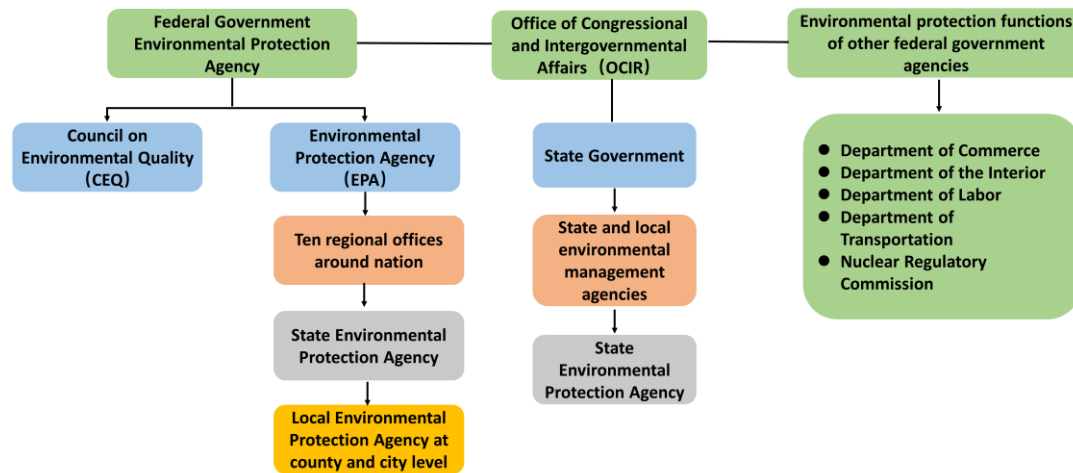 Federal Government
Environmental Protection
Agency
Office of Congressional
and Intergovernmental
Affairs（OCIR）
Environmental protection functions
of other federal government
agencies
Council on
Environmental Quality
（CEQ）
Environmental
Protection Agency
（EPA）
State Government
● Department of Commerce
● Department of the Interior
● Department of Labor
● Department of
Transportation
● Nuclear Regulatory
Commission
Ten regional offices
around nation
State and local
environmental
management
agencies
State Environmental
Protection Agency
State
Environmental
Protection Agency
Local Environmental
Protection Agency at
county and city level